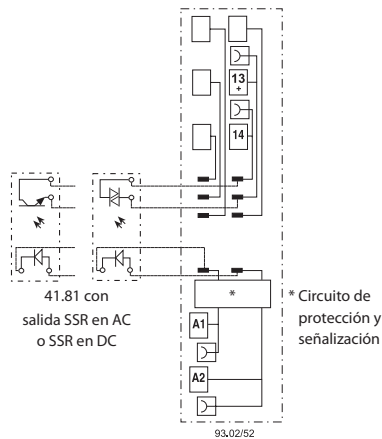 13
+
14
41.81 con
salida SSR en AC
o SSR en DC
*
* Circuito de
protección y
señalización
A1
A2
93.02/52